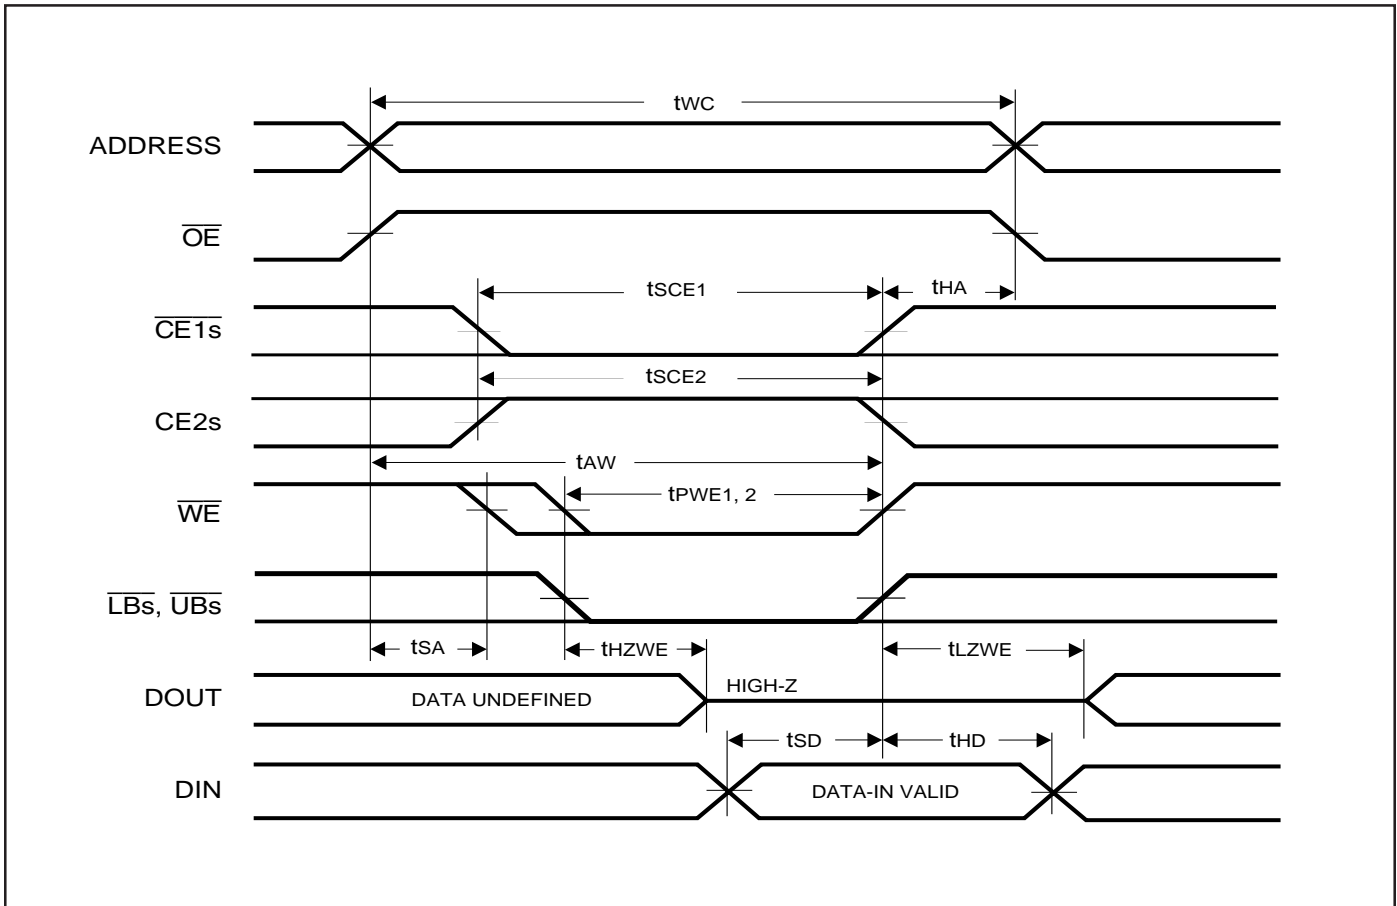 tWC
ADDRESS
OE
tSCE1
tHA
CE1s
tSCE2
CE2s
tAW
tPWE1, 2
WE
LBs, UBs
tSA
tHZWE
tLZWE
DOUT
DATA UNDEFINED
HIGH-Z
tSD
tHD
DIN
DATA-IN VALID